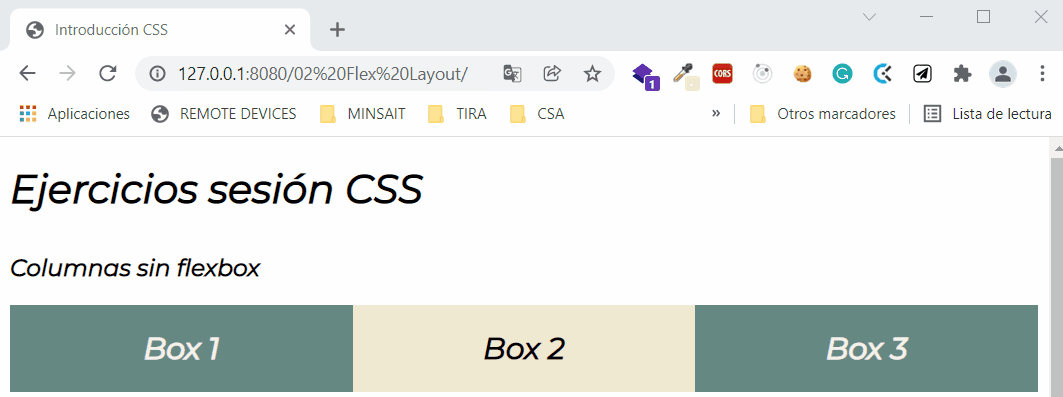 Introducción CSS
127.0.0.1:8080/02%20Flex%20Layout/
1
CORS
Aplicaciones
REMOTE DEVICES
MINSAIT
TIRA
CSA
»
Otros marcadores
Lista de lectura
Ejercicios sesión CSS
Columnas sin flexbox
Box 1
Box 2
Box 3